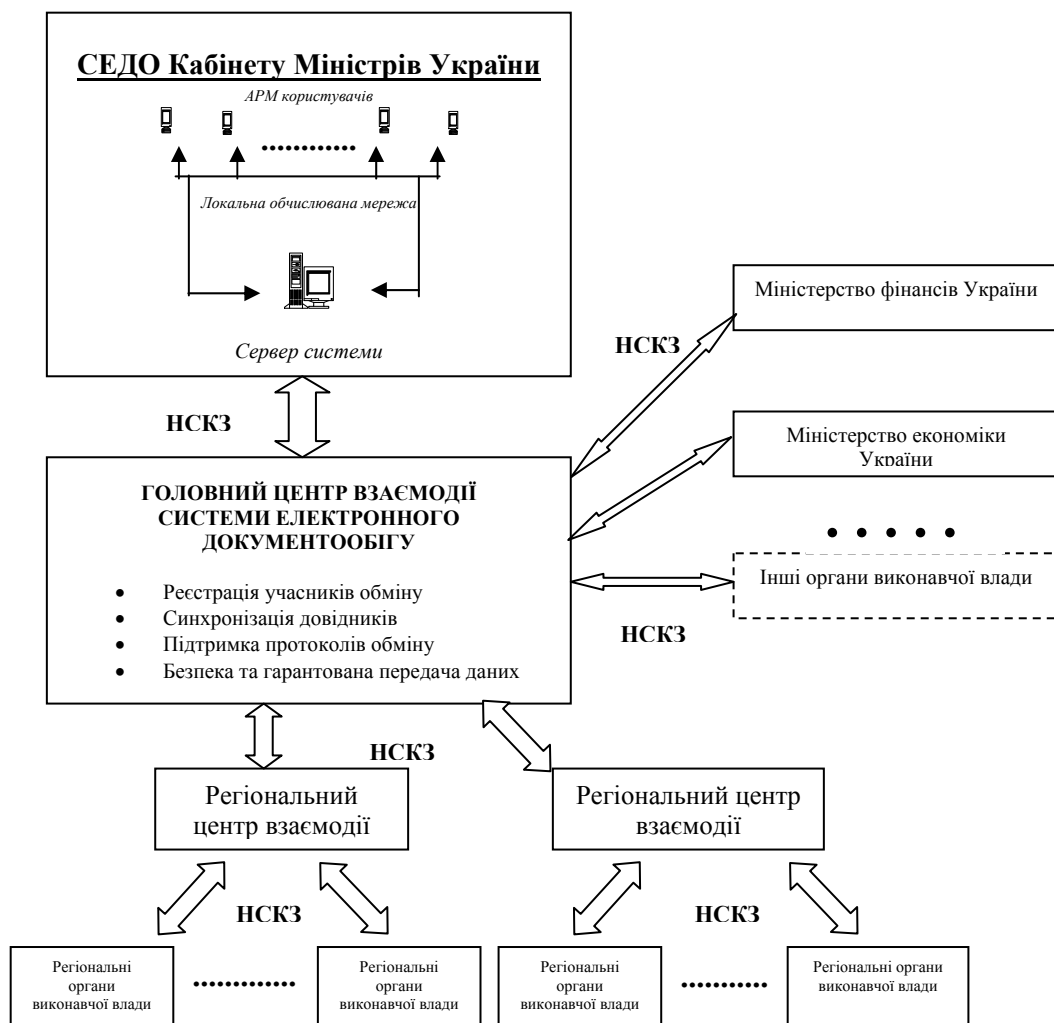 СЕДО Кабінету Міністрів України
АРМ користувачів
Локальна обчислювана мережа
Сервер системи
НСКЗ
Міністерство фінансів України
НСКЗ
Міністерство економіки
України
ГОЛОВНИЙ ЦЕНТР ВЗАЄМОДІЇ
СИСТЕМИ ЕЛЕКТРОННОГО
ДОКУМЕНТООБІГУ
• Реєстрація учасників обміну
• Синхронізація довідників
• Підтримка протоколів обміну
• Безпека та гарантована передача даних
Інші органи виконавчої влади
НСКЗ
НСКЗ
Регіональний
центр взаємодії
Регіональний центр
взаємодії
НСКЗ
НСКЗ
Регіональні
органи
виконавчої влади
Регіональні
органи
виконавчої влади
Регіональні
органи
виконавчої влади
Регіональні органи
виконавчої влади